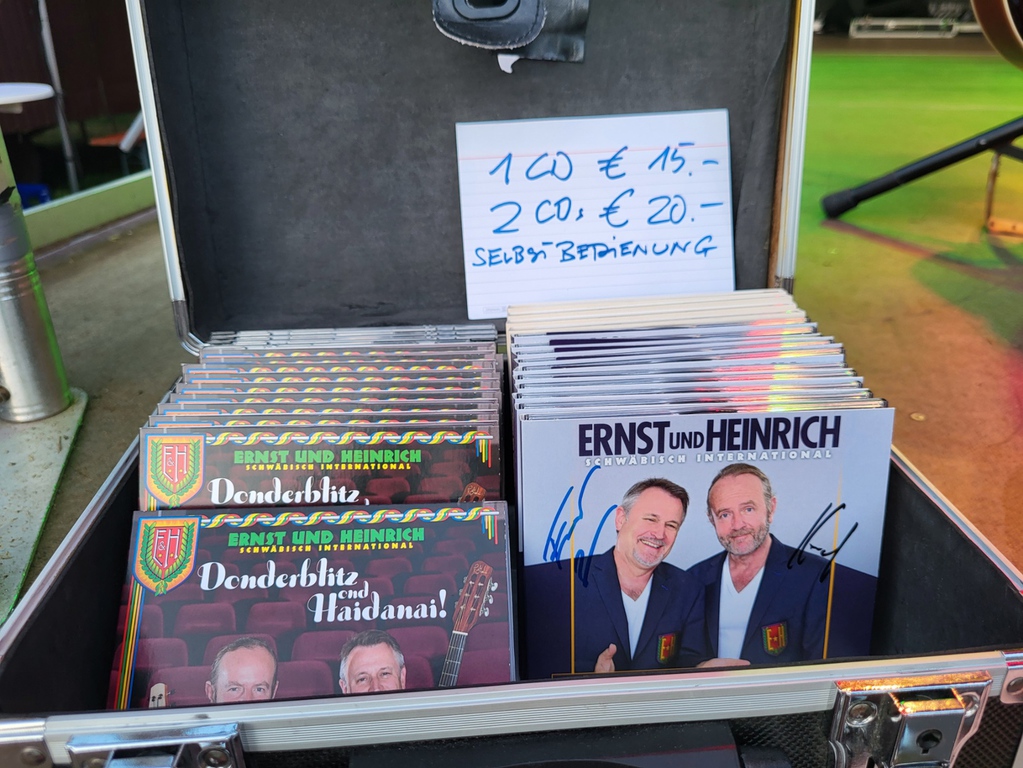 1 CD € 15.-
2 CDs € 20.-
SELBSTBEDIENUNG
E&H
ERNST UND HEINRICH
SCHWÄBISCH INTERNATIONAL
Donderblitz
E&H
ERNST UND HEINRICH
SCHWÄBISCH INTERNATIONAL
Donderblitz
ond
Haidanai!
ERNST UND HEINRICH
SCHWÄBISCH INTERNATIONAL